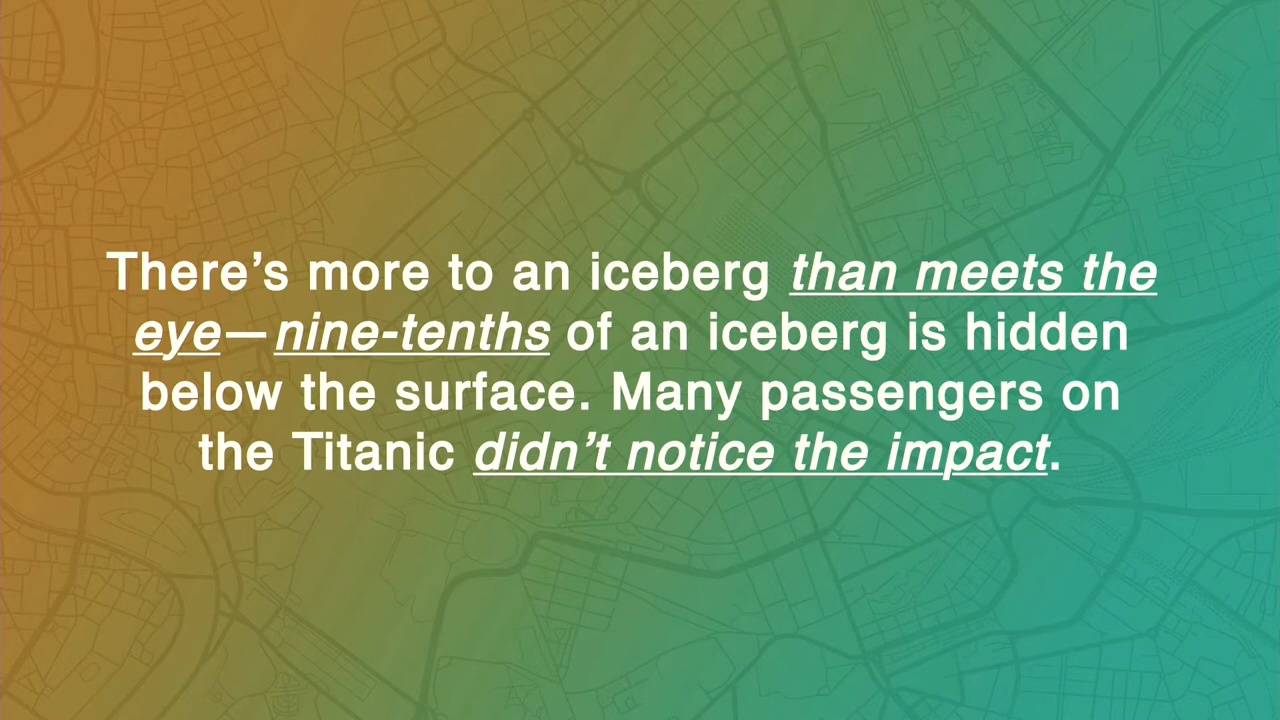 There’s more to an iceberg than meets the
eye—nine-tenths of an iceberg is hidden
below the surface. Many passengers on
the Titanic didn’t notice the impact.